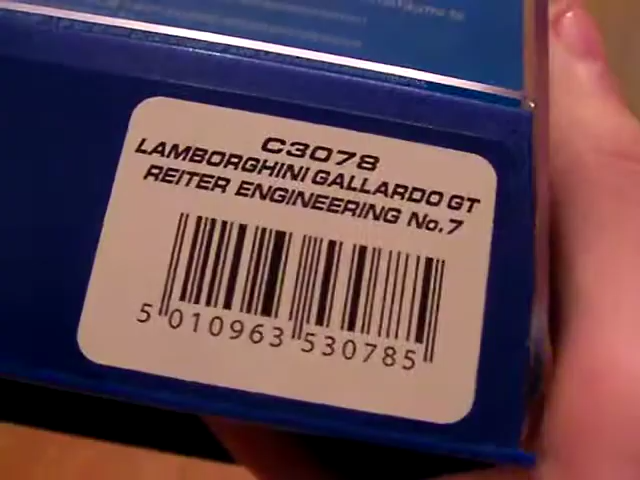 C3078
LAMBORGHINI GALLARDO GT
REITER ENGINEERING No.7
5 010963 530785